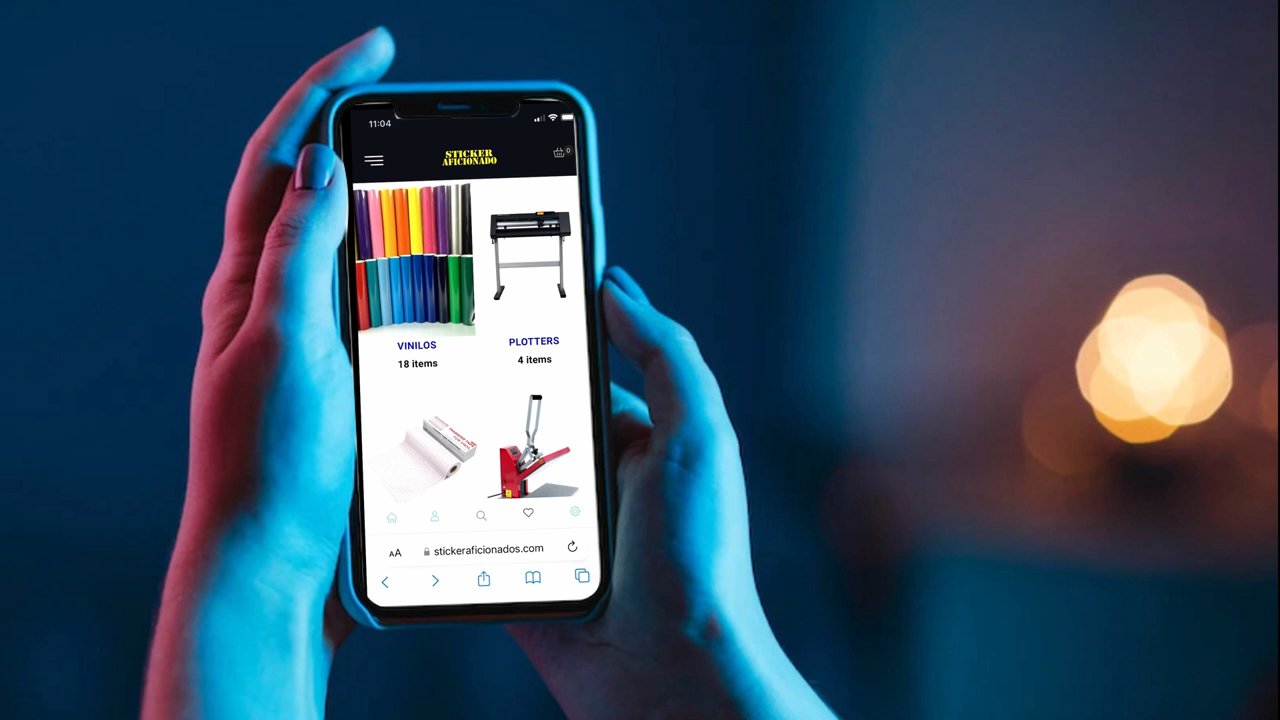 11:04
STICKER
AFICIONADO
0
VINILOS
18 items
PLOTTERS
4 items
AA
stickeraficionados.com